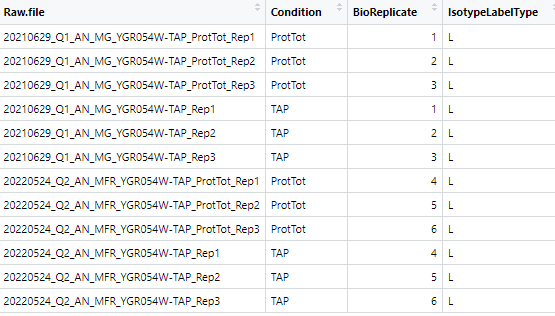 Raw.file Condition BioReplicate IsotypeLabelType
20210629_Q1_AN_MG_YGR054W-TAP_ProtTot_Rep1 ProtTot 1 L
20210629_Q1_AN_MG_YGR054W-TAP_ProtTot_Rep2 ProtTot 2 L
20210629_Q1_AN_MG_YGR054W-TAP_ProtTot_Rep3 ProtTot 3 L
20210629_Q1_AN_MG_YGR054W-TAP_Rep1 TAP 1 L
20210629_Q1_AN_MG_YGR054W-TAP_Rep2 TAP 2 L
20210629_Q1_AN_MG_YGR054W-TAP_Rep3 TAP 3 L
20220524_Q2_AN_MFR_YGR054W-TAP_ProtTot_Rep1 ProtTot 4 L
20220524_Q2_AN_MFR_YGR054W-TAP_ProtTot_Rep2 ProtTot 5 L
20220524_Q2_AN_MFR_YGR054W-TAP_ProtTot_Rep3 ProtTot 6 L
20220524_Q2_AN_MFR_YGR054W-TAP_Rep1 TAP 4 L
20220524_Q2_AN_MFR_YGR054W-TAP_Rep2 TAP 5 L
20220524_Q2_AN_MFR_YGR054W-TAP_Rep3 TAP 6 L